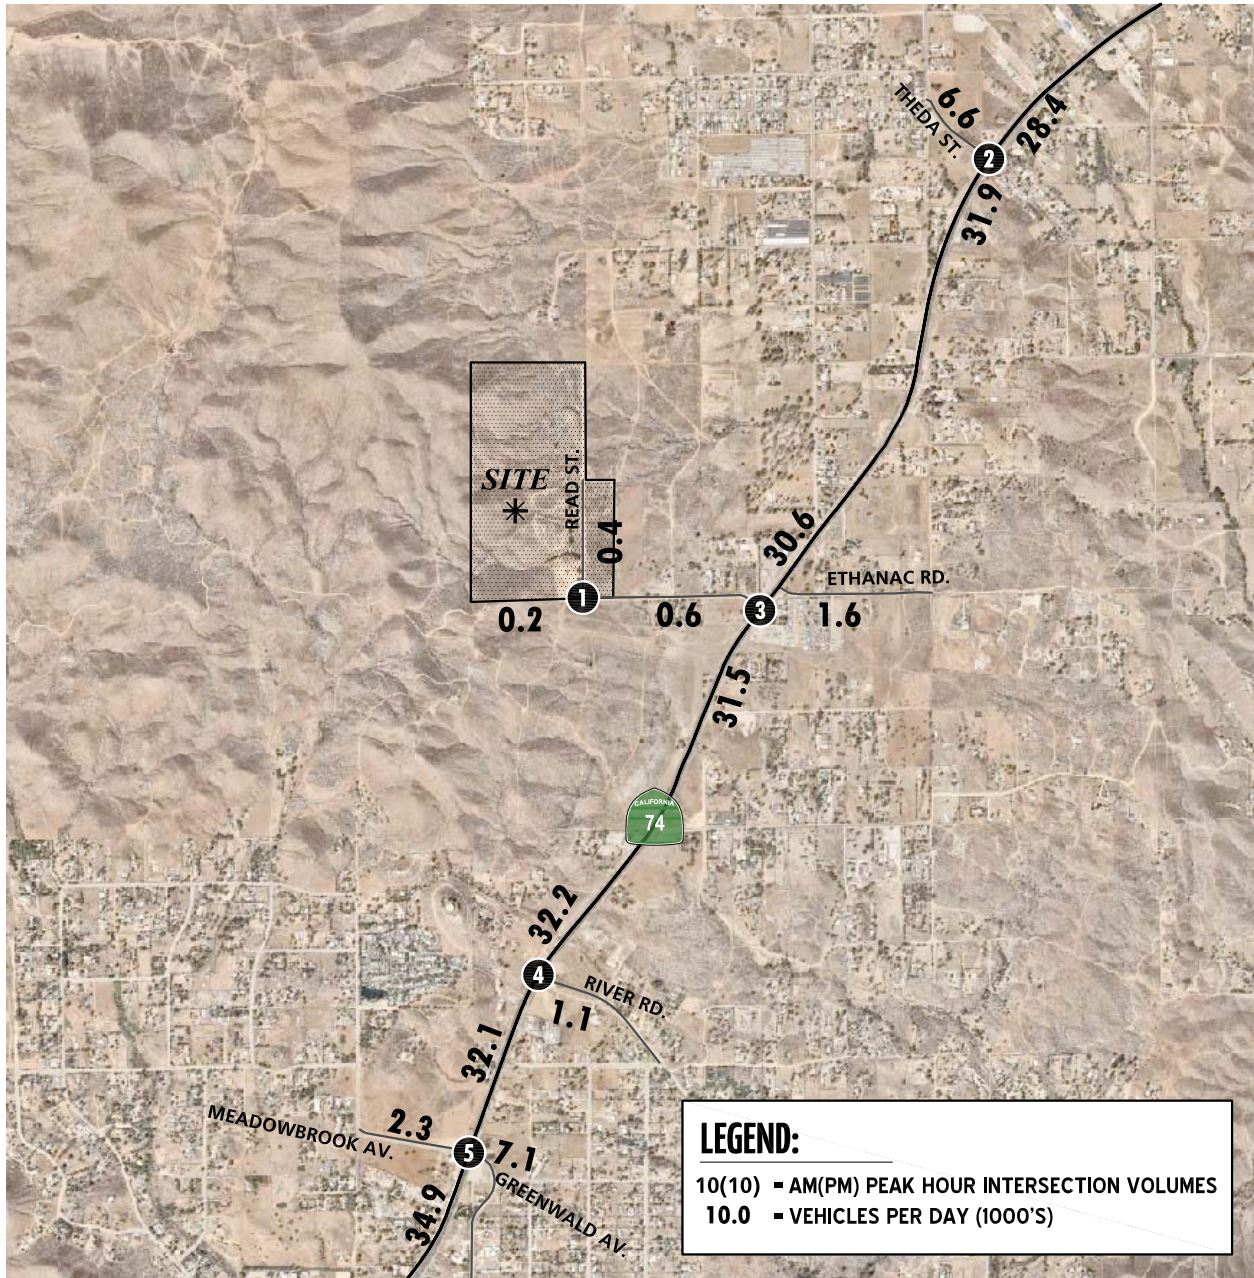 THEDA ST.
6.6
28.4
2
31.9
SITE
READ ST.
0.4
30.6
ETHANAC RD.
1
3
0.2
0.6
1.6
31.5
CALIFORNIA
74
32.2
4
RIVER RD.
1.1
32.1
MEADOWBROOK AV.
2.3
5
7.1
GREENWALD AV.
34.9
LEGEND:
10(10) = AM(PM) PEAK HOUR INTERSECTION VOLUMES
10.0 = VEHICLES PER DAY (1000'S)